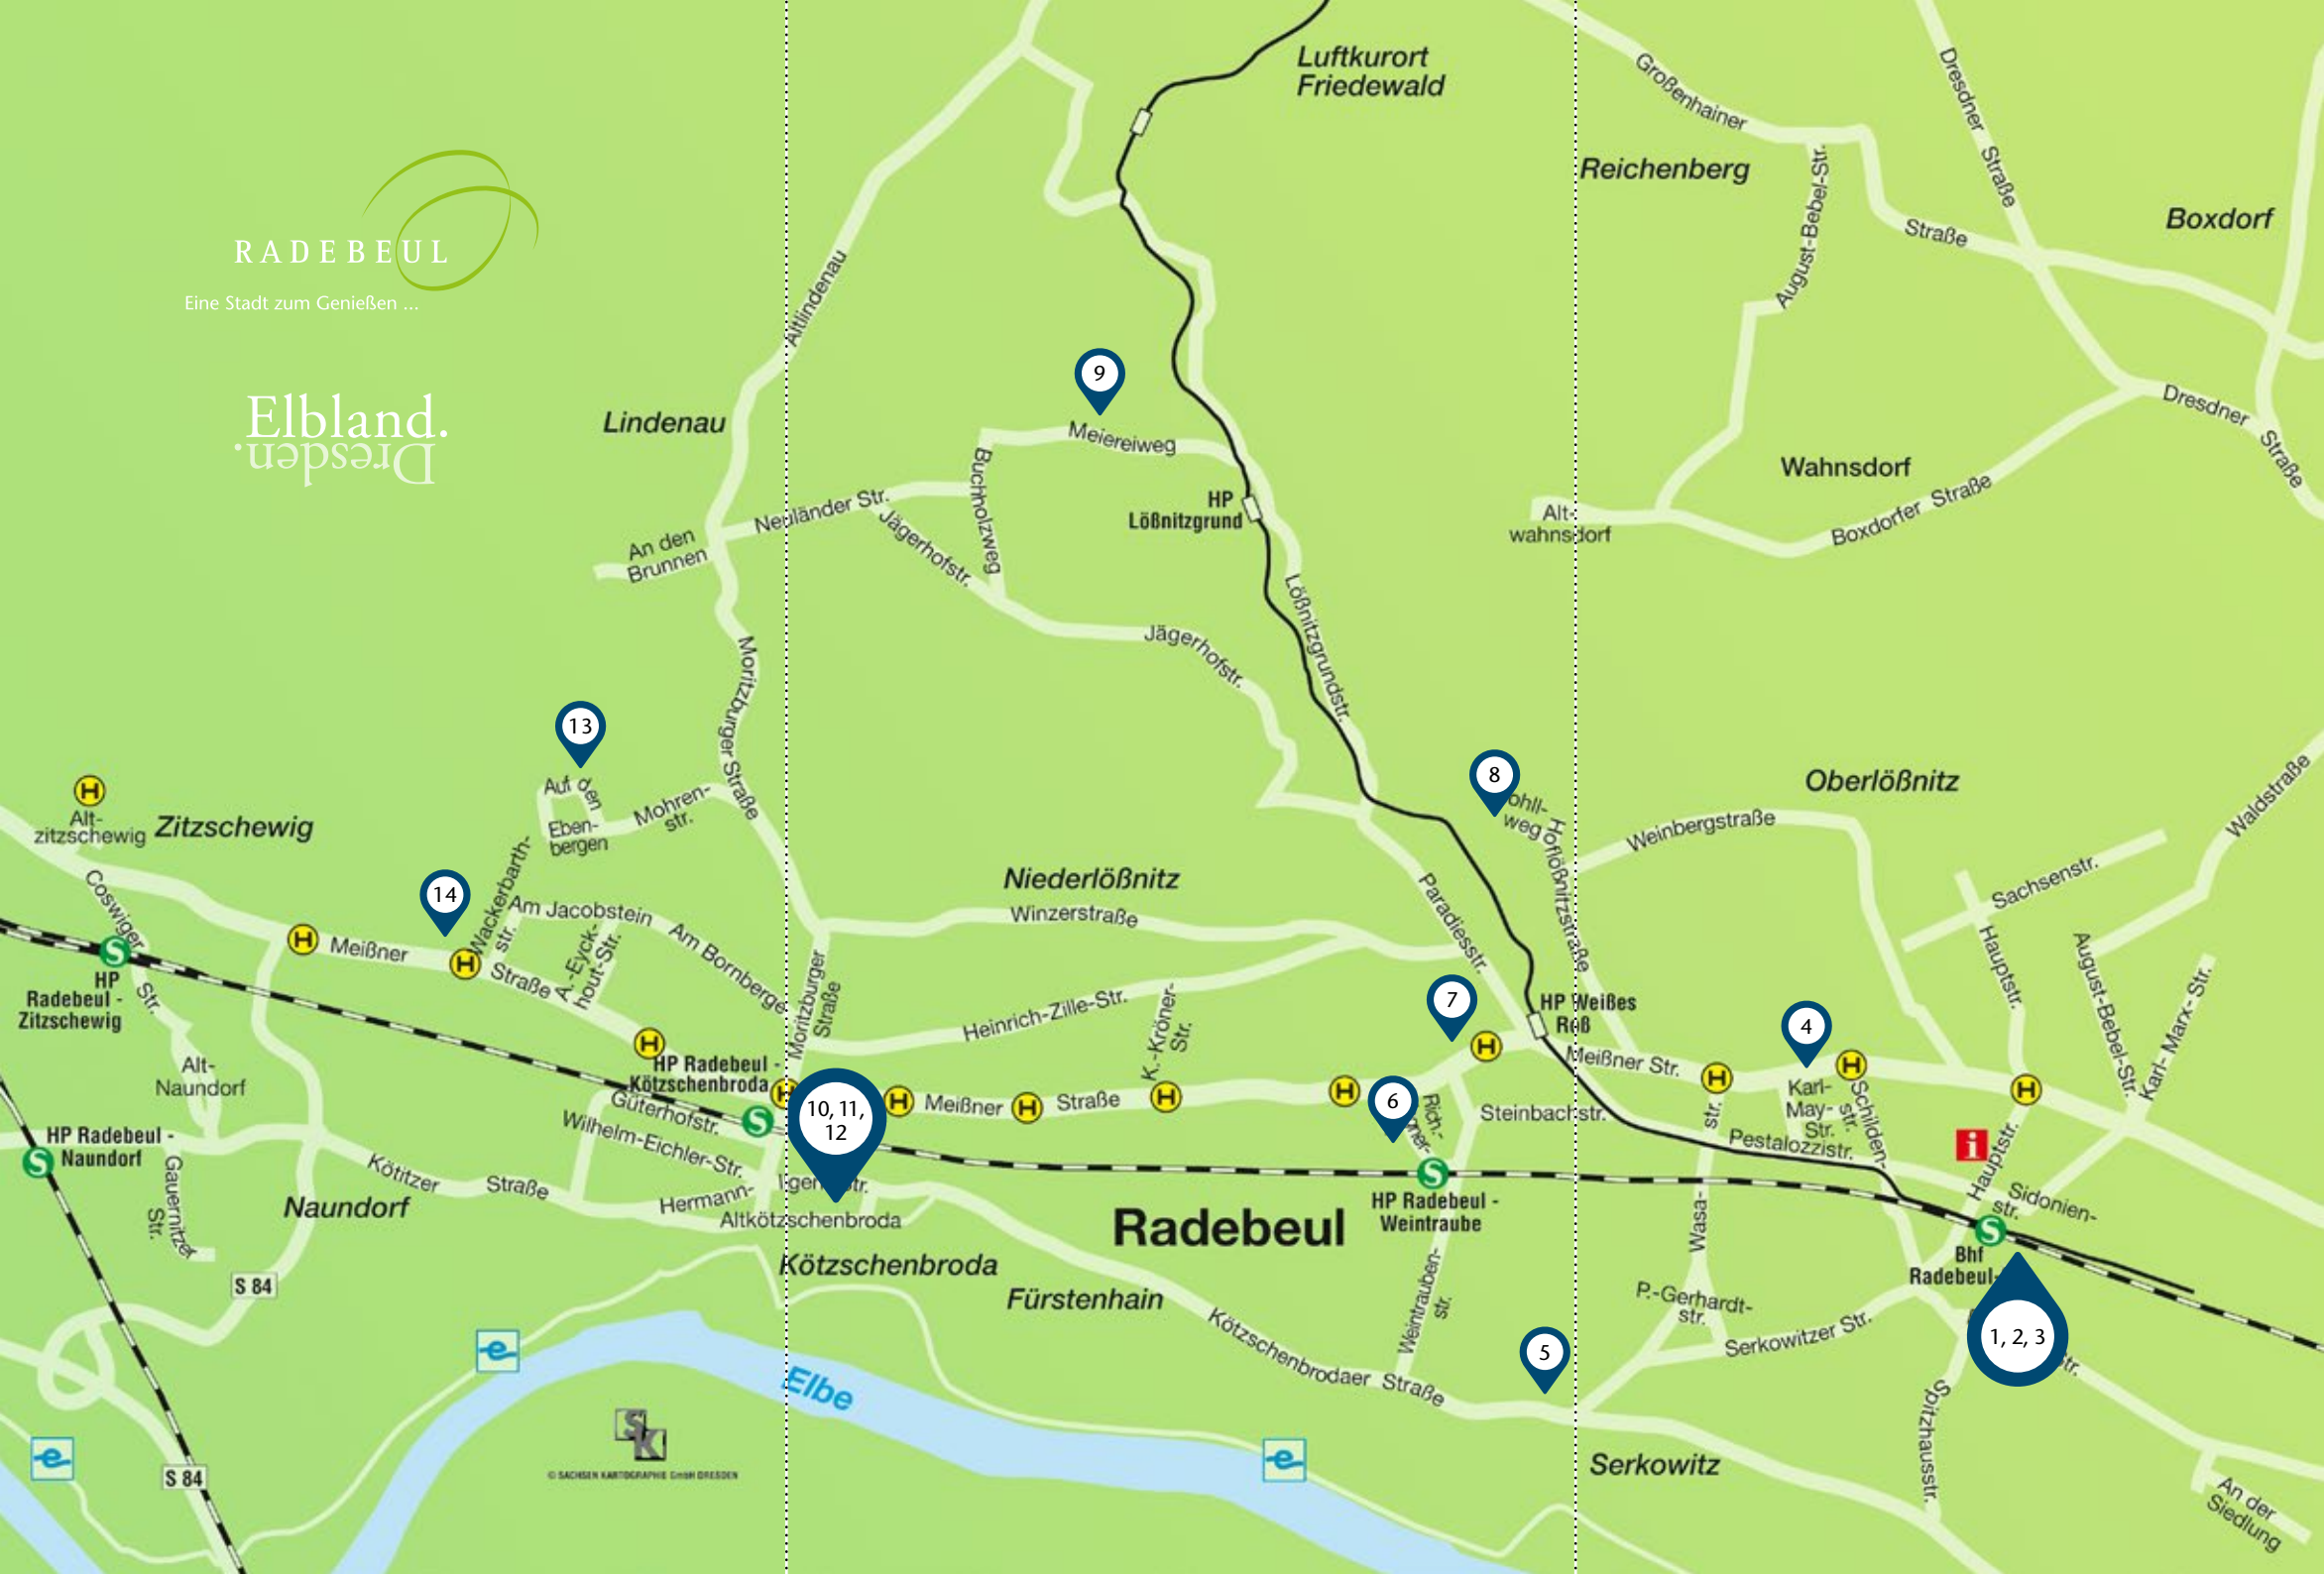 Luftkurort
Friedewald
Großenhainer
Dresdner
Straße
Reichenberg
August-Bebel-Str.
Straße
Boxdorf
RADEBEUL
Eine Stadt zum Genießen ...
Altlindenau
Elbland.
Dresden.
Lindenau
9
Meiereiweg
Buchholzweg
Neuländer Str.
Jägerhofstr.
HP
Lößnitzgrund
An den
Brunnen
Dresdner
Straße
Wahnsdorf
Alt-
wahnsdorf
Boxdorfer Straße
Lößnitzgrundstr.
Jägerhofstr.
Moritzburger Straße
13
Auf den
Eben-
bergen
Mohren-
str.
8
weg
Hoflößnitzstraße
Oberlößnitz
Weinbergstraße
Waldstraße
H
Alt-
zitzschewig
Zitzschewig
Coswiger
Str.
14
Wackerbarth-
str.
Am Jacobstein
A.-Eyck-
hout-Str.
Am Bornberge
Niederlößnitz
Winzerstraße
Paradiesstr.
Sachsenstr.
Hauptstr.
August-Bebel-Str.
Karl- Marx- Str.
H
Meißner
H
Straße
S
HP
Radebeul -
Zitzschewig
Moritzburger
Straße
Heinrich-Zille-Str.
K.-Kröner-
Str.
7
H
HP Weißes
Roß
4
Meißner Str.
H
H
H
Karl-
May-
Str.
Schilden-
str.
Pestalozzistr.
Alt-
Naundorf
H
HP Radebeul -
Kötzschenbroda
H
S
10, 11,
12
H
Meißner
H
Straße
H
H
6
Rich.-
Steinbachstr.
str.
Wasa-
i
Hauptstr.
Sidonien-
str.
HP Radebeul -
Naundorf
S
Gauernitzer
Str.
Güterhofstr.
Wilhelm-Eichler-Str.
Kötitzer
Straße
Hermann-
Altkötzschenbroda
Naundorf
S
HP Radebeul -
Weintraube
Radebeul
S
Bhf
Radebeul-
Kötzschenbroda
Fürstenhain
Weintrauben-
str.
P.-Gerhardt-
str.
Serkowitzer Str.
1, 2, 3
S 84
Kötzschenbrodaer Straße
5
Elbe
e
e
e
Spitzhausstr.
Serkowitz
S 84
SK
© SACHSEN KARTOGRAPHIE GmbH DRESDEN
An der
Siedlung